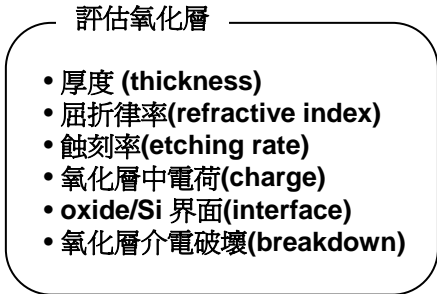 評估氧化層
• 厚度 (thickness)
• 屈折律率(refractive index)
• 蝕刻率(etching rate)
• 氧化層中電荷(charge)
• oxide/Si 界面(interface)
• 氧化層介電破壞(breakdown)